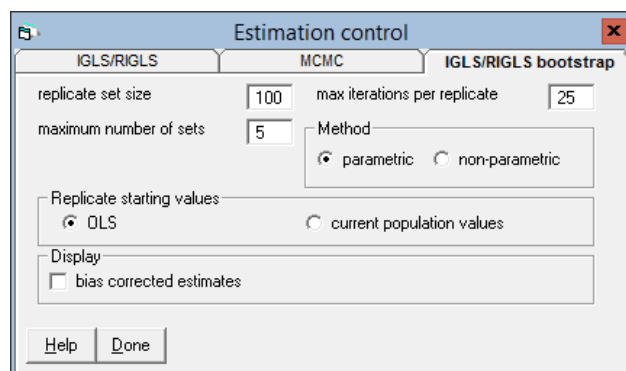 Estimation control
IGLS/RIGLS MCMC IGLS/RIGLS bootstrap
replicate set size 100 max iterations per replicate 25
maximum number of sets 5
Method
parametric non-parametric
Replicate starting values
OLS current population values
Display
bias corrected estimates
Help Done